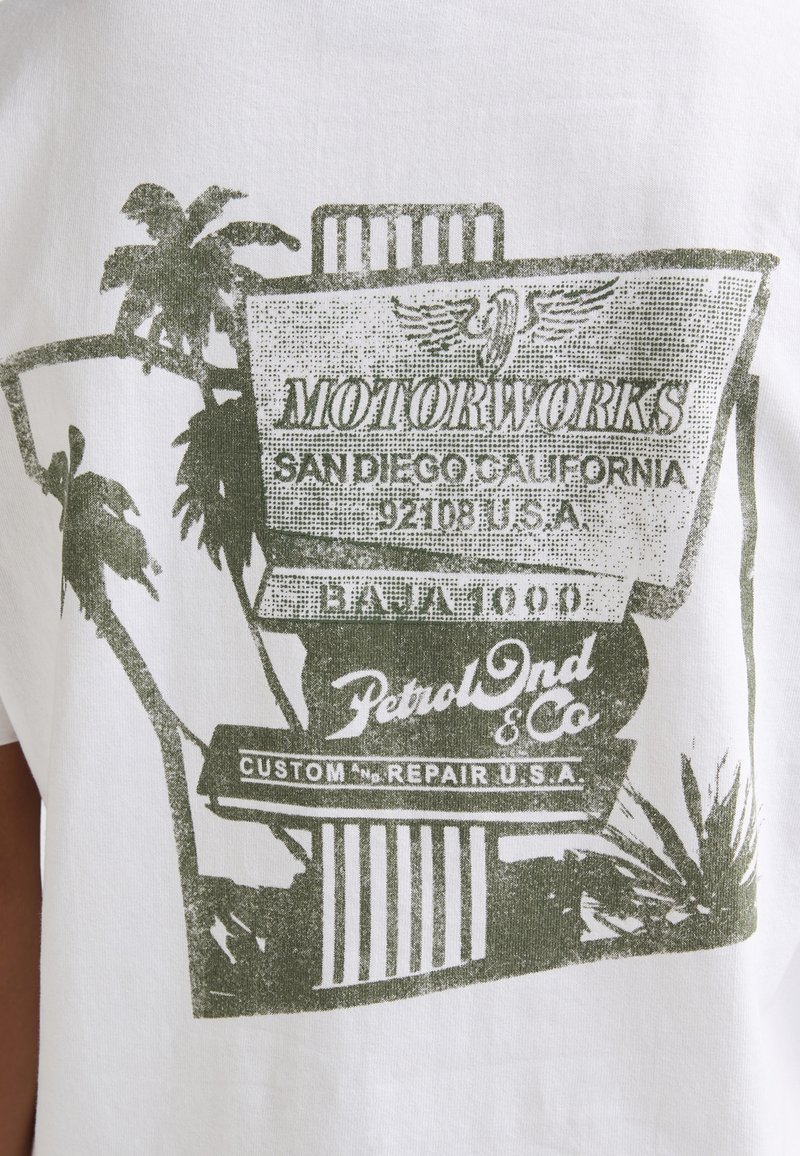 MOTORWORKS
SAN DIEGO CALIFORNIA
92108 U.S.A.
BAJA 1000
Petrol Ind
& Co
CUSTOM AND REPAIR U.S.A.